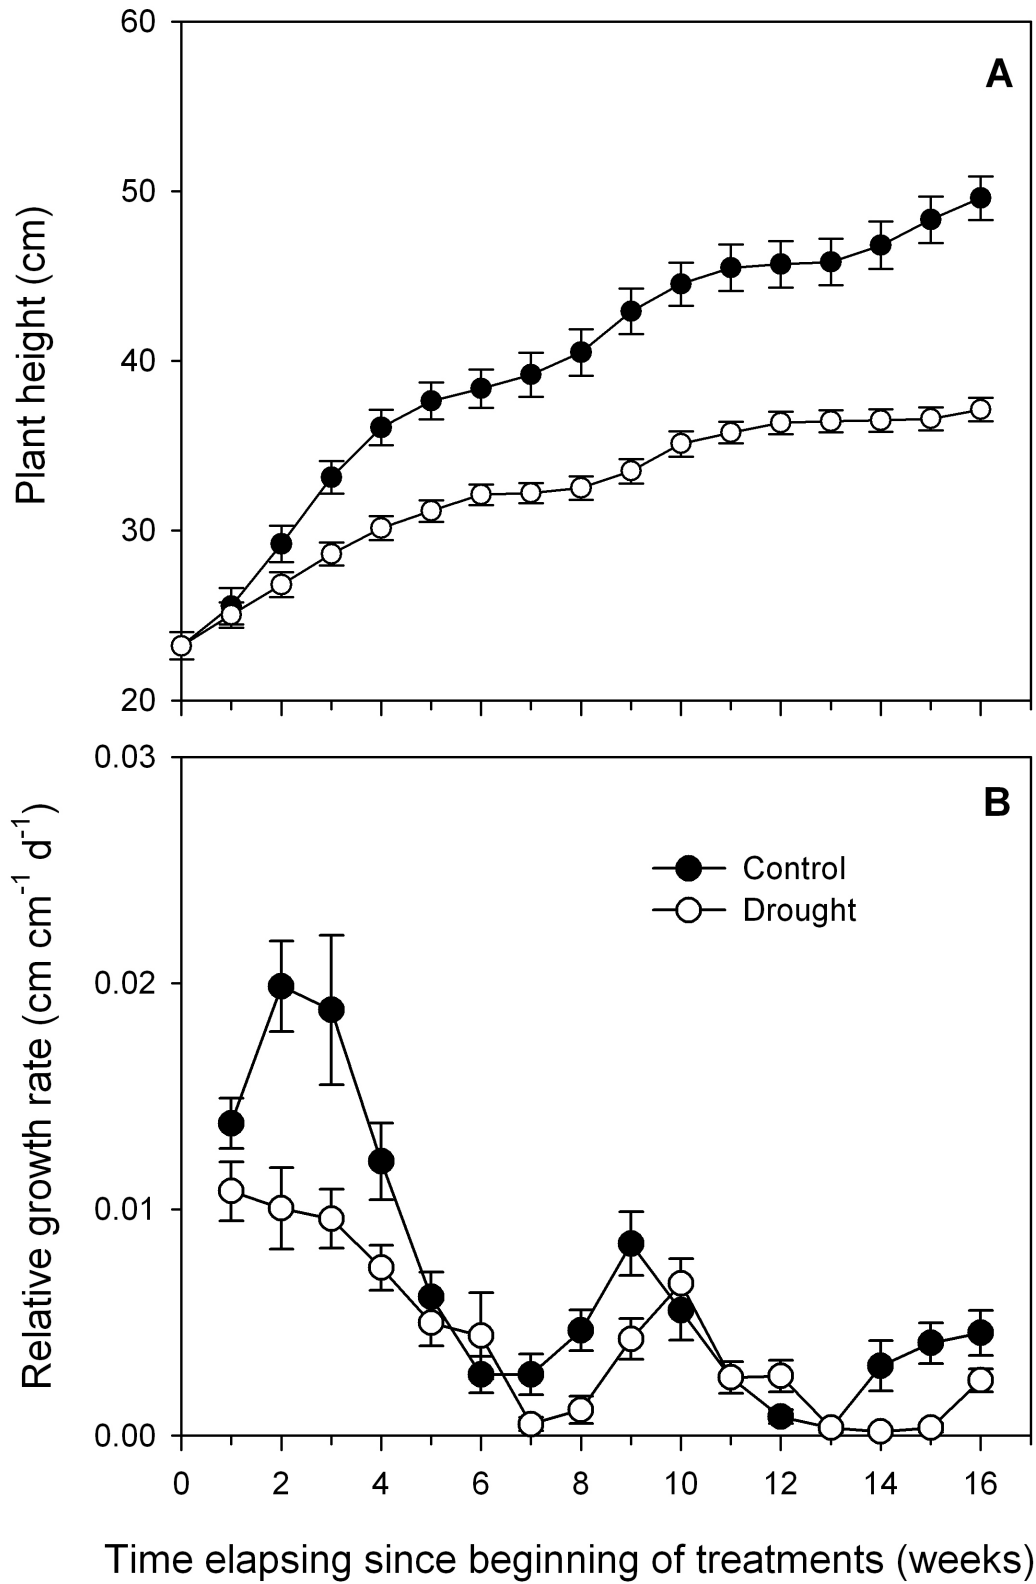 60
50
40
30
20
Plant height (cm)
A
0.03
0.02
0.01
0.00
Relative growth rate (cm cm⁻¹ d⁻¹)
B
Control
Drought
0 2 4 6 8 10 12 14 16
Time elapsing since beginning of treatments (weeks)